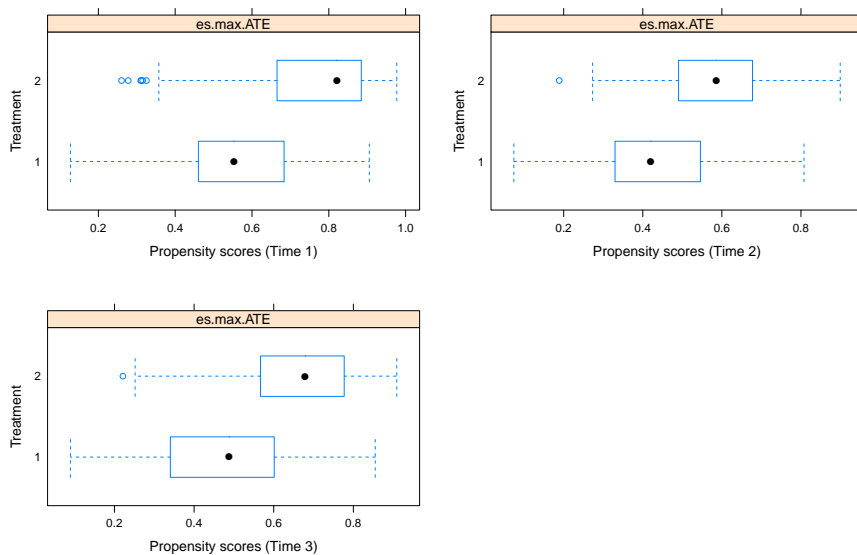 es.max.ATE
Treatment
2
1
0.2 0.4 0.6 0.8 1.0
Propensity scores (Time 1)
es.max.ATE
Treatment
2
1
0.2 0.4 0.6 0.8
Propensity scores (Time 2)
es.max.ATE
Treatment
2
1
0.2 0.4 0.6 0.8
Propensity scores (Time 3)